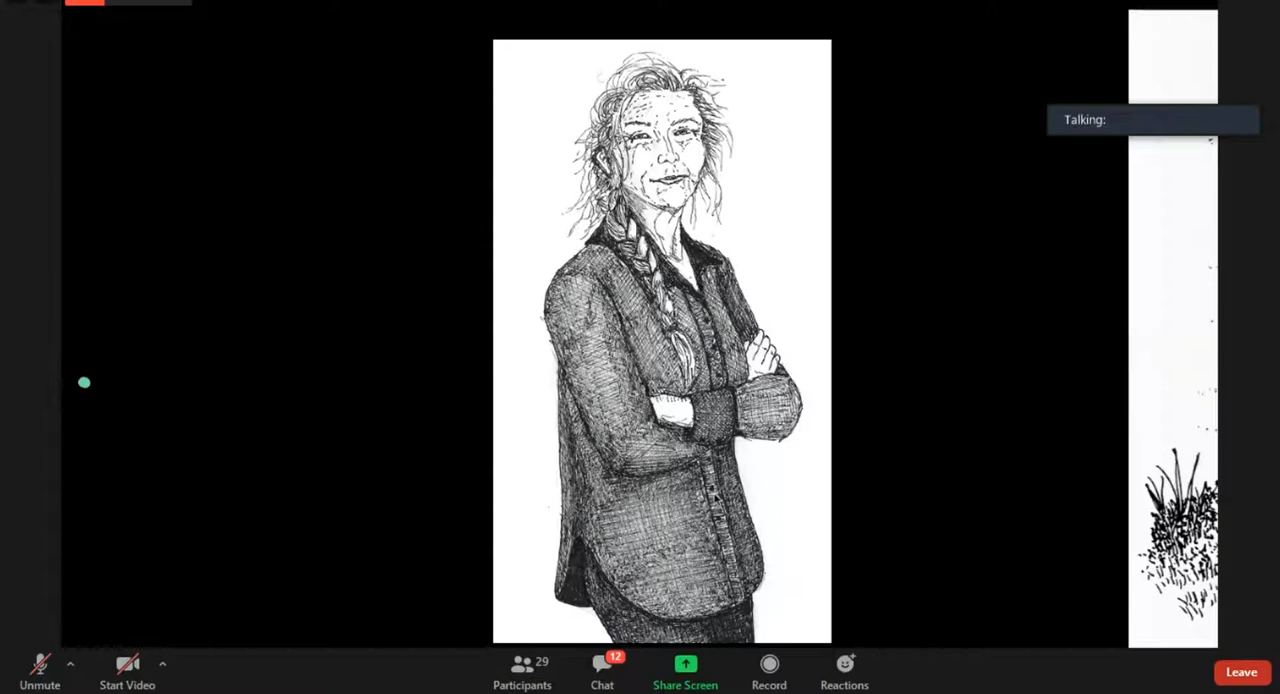 Talking:
29
12
Unmute
Start Video
Participants
Chat
Share Screen
Record
Reactions
Leave